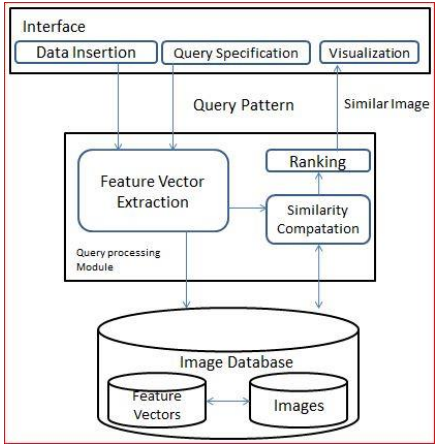 Interface
Data Insertion
Query Specification
Visualization
Query Pattern
Similar Image
Feature Vector
Extraction
Ranking
Similarity
Compatation
Query processing
Module
Image Database
Feature
Vectors
Images